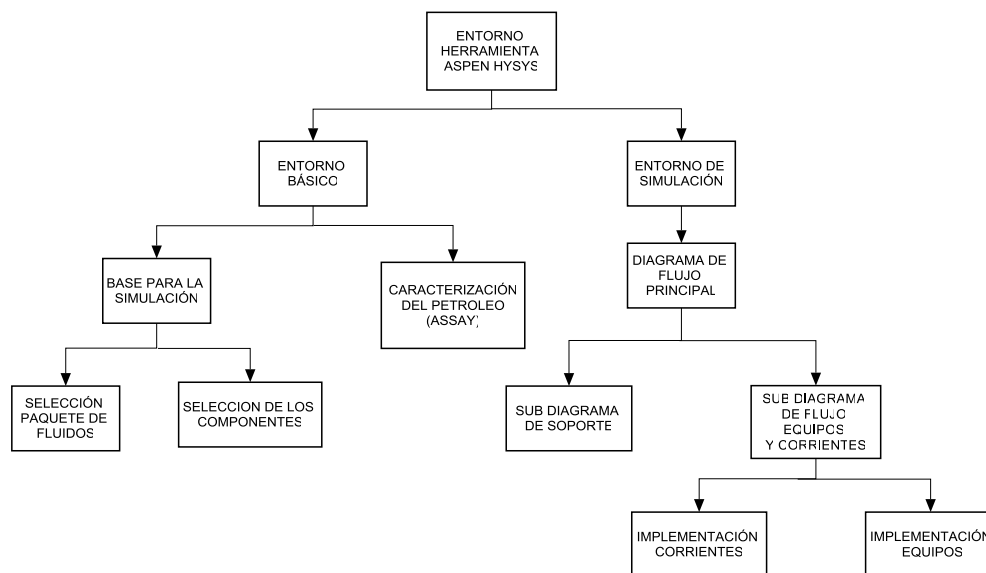 ENTORNO
HERRAMIENTA
ASPEN HYSYS
ENTORNO
BÁSICO
ENTORNO DE
SIMULACIÓN
BASE PARA LA
SIMULACIÓN
CARACTERIZACIÓN
DEL PETROLEO
(ASSAY)
DIAGRAMA DE
FLUJO
PRINCIPAL
SELECCIÓN
PAQUETE DE
FLUIDOS
SELECCION DE LOS
COMPONENTES
SUB DIAGRAMA
DE SOPORTE
SUB DIAGRAMA
DE FLUJO
EQUIPOS
Y CORRIENTES
IMPLEMENTACIÓN
CORRIENTES
IMPLEMENTACIÓN
EQUIPOS